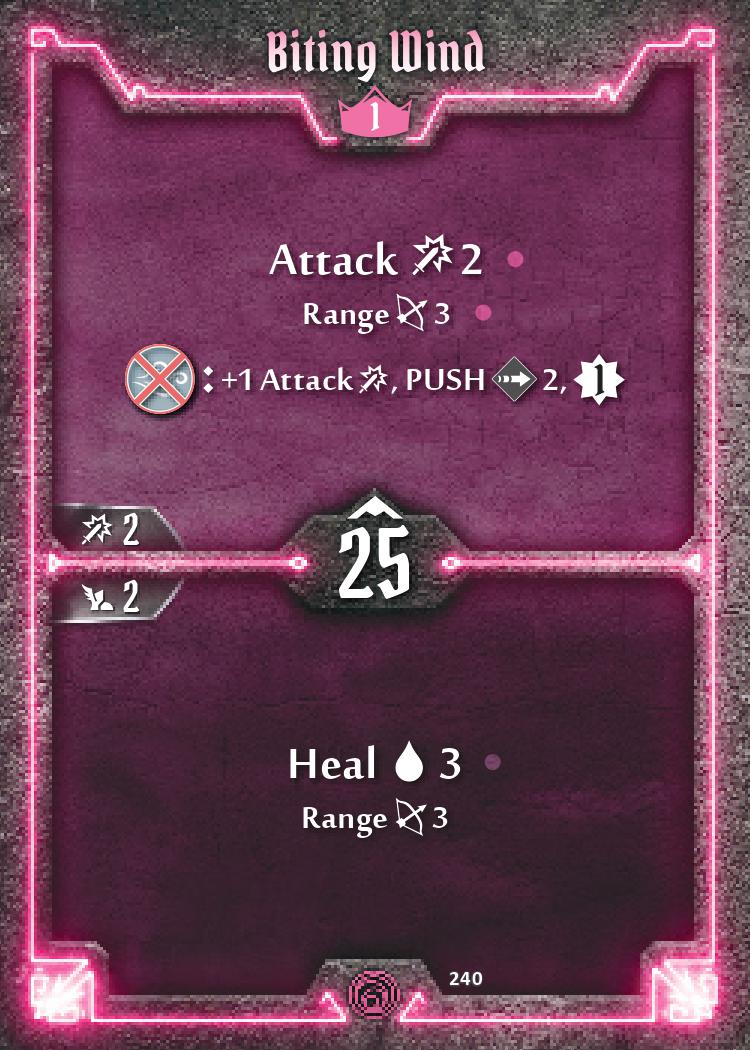 Biting Wind
1
Attack 2
Range 3
: +1 Attack , PUSH 2, 1
2
25
2
Heal 3
Range 3
240